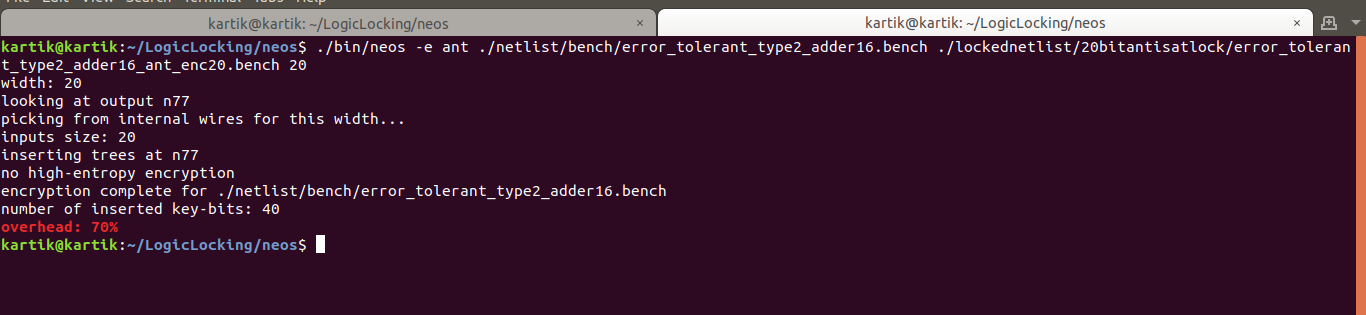 File Edit View Search Terminal Tabs Help
kartik@kartik: ~/LogicLocking/neos × kartik@kartik: ~/LogicLocking/neos ×
kartik@kartik:~/LogicLocking/neos$ ./bin/neos -e ant ./netlist/bench/error_tolerant_type2_adder16.bench ./lockednetlist/20bitantisatlock/error_toleran
t_type2_adder16_ant_enc20.bench 20
width: 20
looking at output n77
picking from internal wires for this width...
inputs size: 20
inserting trees at n77
no high-entropy encryption
encryption complete for ./netlist/bench/error_tolerant_type2_adder16.bench
number of inserted key-bits: 40
overhead: 70%
kartik@kartik:~/LogicLocking/neos$